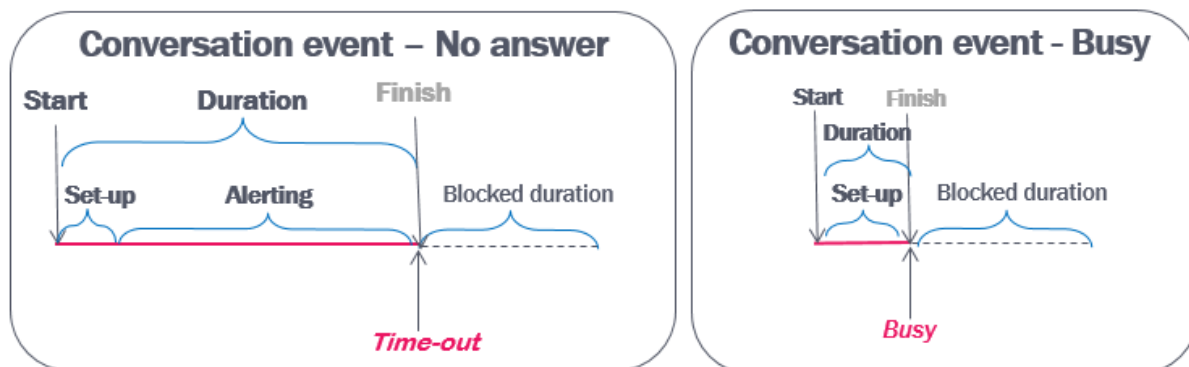 Conversation event – No answer
Start
Duration
Finish
Set-up
Alerting
Blocked duration
Time-out
Conversation event - Busy
Start
Finish
Duration
Set-up
Blocked duration
Busy